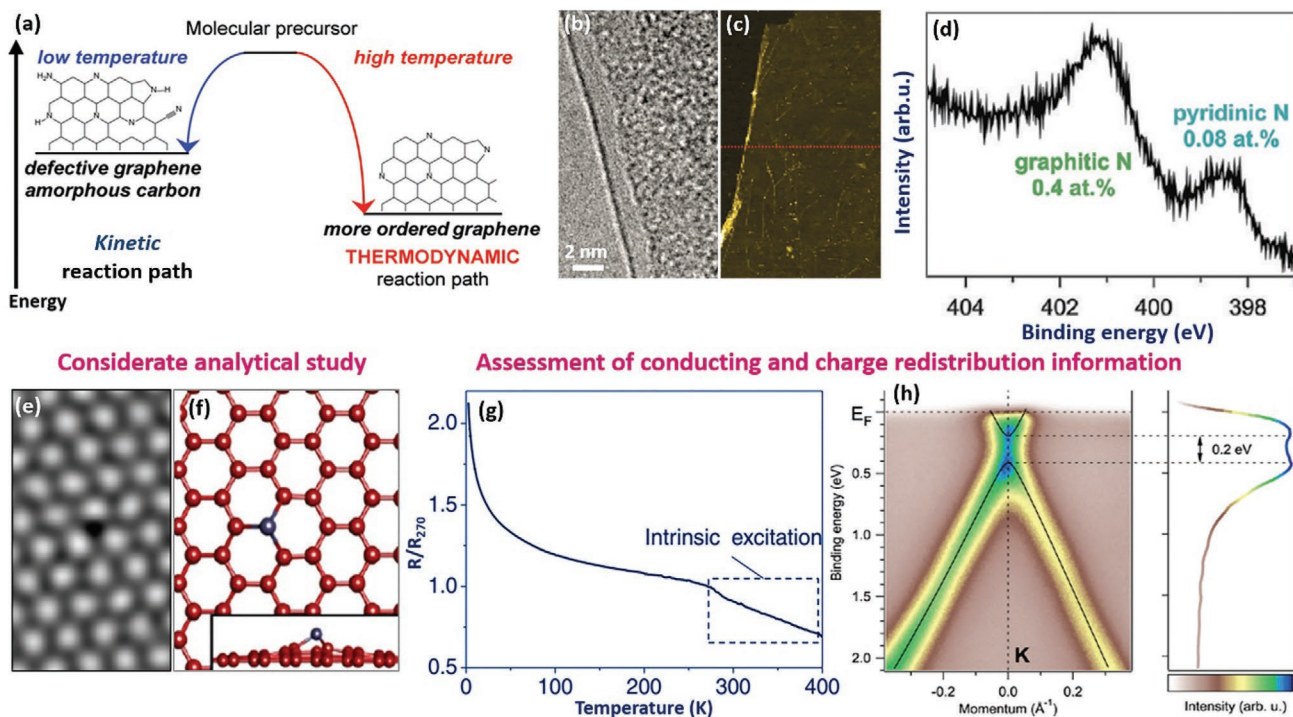 (a)
Molecular precursor
low temperature
high temperature
H₂N
N
N
N-H
N
H
N
N
N
defective graphene
amorphous carbon
N
N
N
more ordered graphene
Kinetic
reaction path
THERMODYNAMIC
reaction path
Energy
(b)
2 nm
(c)
(d)
Intensity (arb.u.)
pyridinic N
0.08 at.%
graphitic N
0.4 at.%
404
402
400
398
Binding energy (eV)
Considerate analytical study
Assessment of conducting and charge redistribution information
(e)
(f)
(g)
R/R₂₇₀
2.0
1.5
1.0
0.5
Intrinsic excitation
0
100
200
300
400
Temperature (K)
(h)
Binding energy (eV)
E_F
0.5
1.0
1.5
2.0
0.2 eV
K
-0.2
0.0
0.2
Momentum (Å⁻¹)
Intensity (arb. u.)